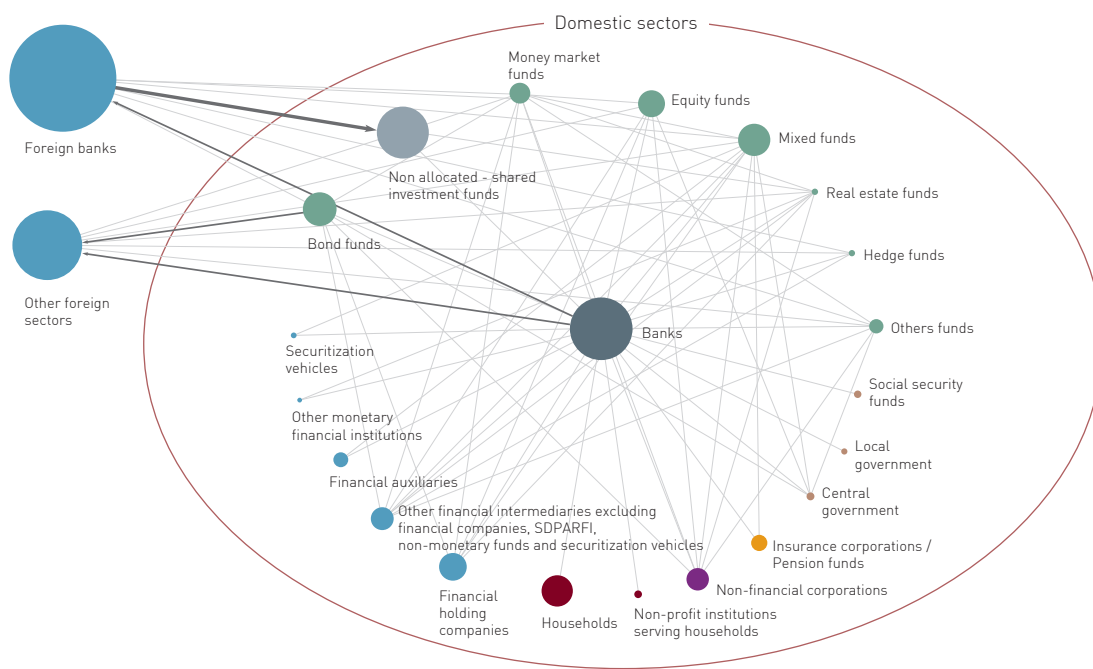 Domestic sectors
Money market
funds
Equity funds
Mixed funds
Foreign banks
Non allocated - shared
investment funds
Real estate funds
Bond funds
Hedge funds
Other foreign
sectors
Banks
Others funds
Securitization
vehicles
Social security
funds
Other monetary
financial institutions
Local
government
Financial auxiliaries
Central
government
Other financial intermediaries excluding
financial companies, SDPARFI,
non-monetary funds and securitization vehicles
Insurance corporations /
Pension funds
Non-financial corporations
Financial
holding
companies
Households
Non-profit institutions
serving households